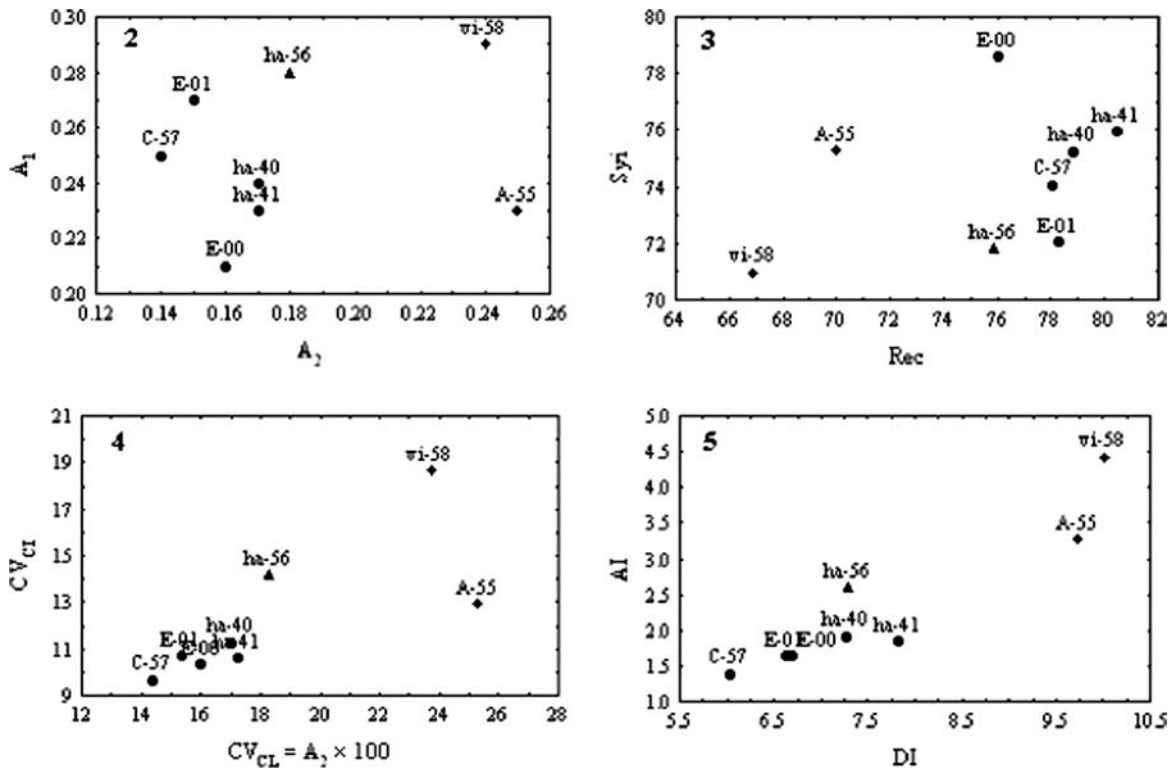 2
A₁
0.30
0.28
0.26
0.24
0.22
0.20
vi-58
ha-56
E-01
C-57
ha-40
ha-41
A-55
E-00
0.12 0.14 0.16 0.18 0.20 0.22 0.24 0.26
A₂
3
Syi
80
78
76
74
72
70
E-00
ha-41
A-55
ha-40
C-57
E-01
ha-56
vi-58
64 66 68 70 72 74 76 78 80 82
Rec
4
CV_CI
21
19
17
15
13
11
9
vi-58
ha-56
A-55
ha-40
E-01
ha-41
E-00
C-57
12 14 16 18 20 22 24 26 28
CV_CL = A₂ × 100
5
AI
5.0
4.5
4.0
3.5
3.0
2.5
2.0
1.5
1.0
vi-58
A-55
ha-56
ha-40
ha-41
E-01 E-00
C-57
5.5 6.5 7.5 8.5 9.5 10.5
DI